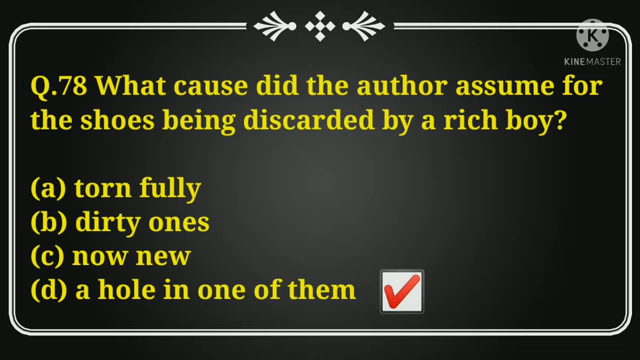 KINEMASTER
Q.78 What cause did the author assume for
the shoes being discarded by a rich boy?
(a) torn fully
(b) dirty ones
(c) now new
(d) a hole in one of them